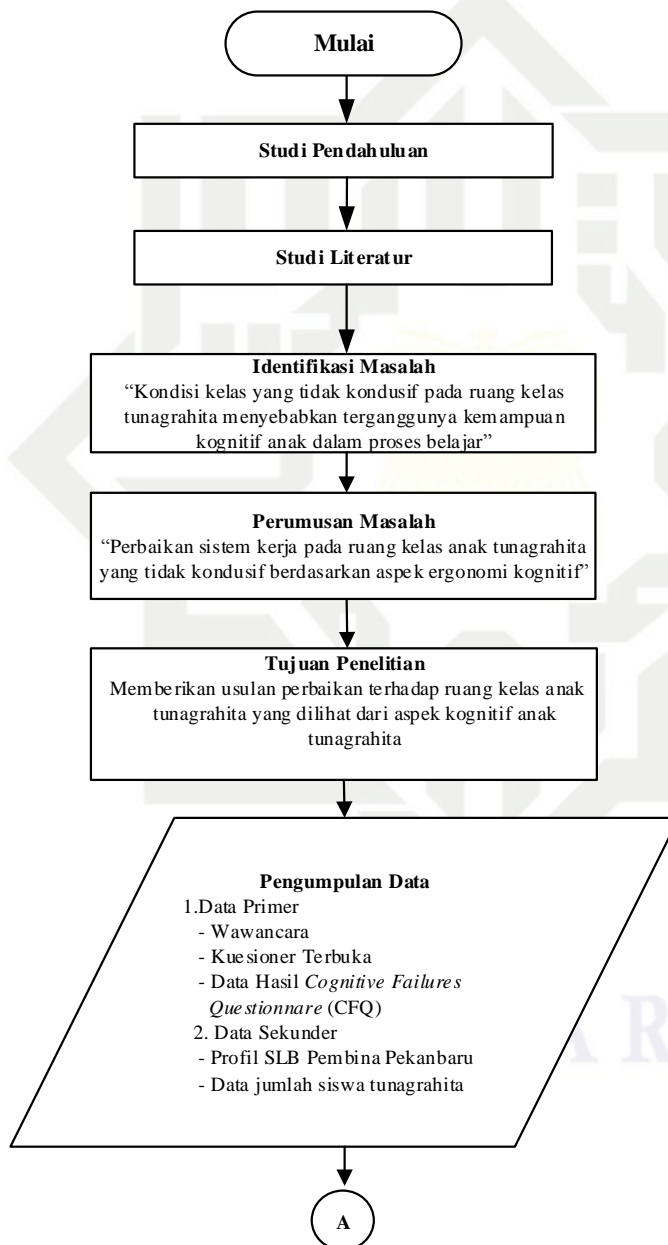 Mulai
Studi Pendahuluan
Studi Literatur
Identifikasi Masalah
“Kondisi kelas yang tidak kondusif pada ruang kelas
tunagrahita menyebabkan terganggunya kemampuan
kognitif anak dalam proses belajar”
Perumusan Masalah
“Perbaikan sistem kerja pada ruang kelas anak tunagrahita
yang tidak kondusif berdasarkan aspek ergonomi kognitif”
Tujuan Penelitian
Memberikan usulan perbaikan terhadap ruang kelas anak
tunagrahita yang dilihat dari aspek kognitif anak
tunagrahita
Pengumpulan Data
1.Data Primer
- Wawancara
- Kuesioner Terbuka
- Data Hasil Cognitive Failures
Questionnare (CFQ)
2. Data Sekunder
- Profil SLB Pembina Pekanbaru
- Data jumlah siswa tunagrahita
A R
A